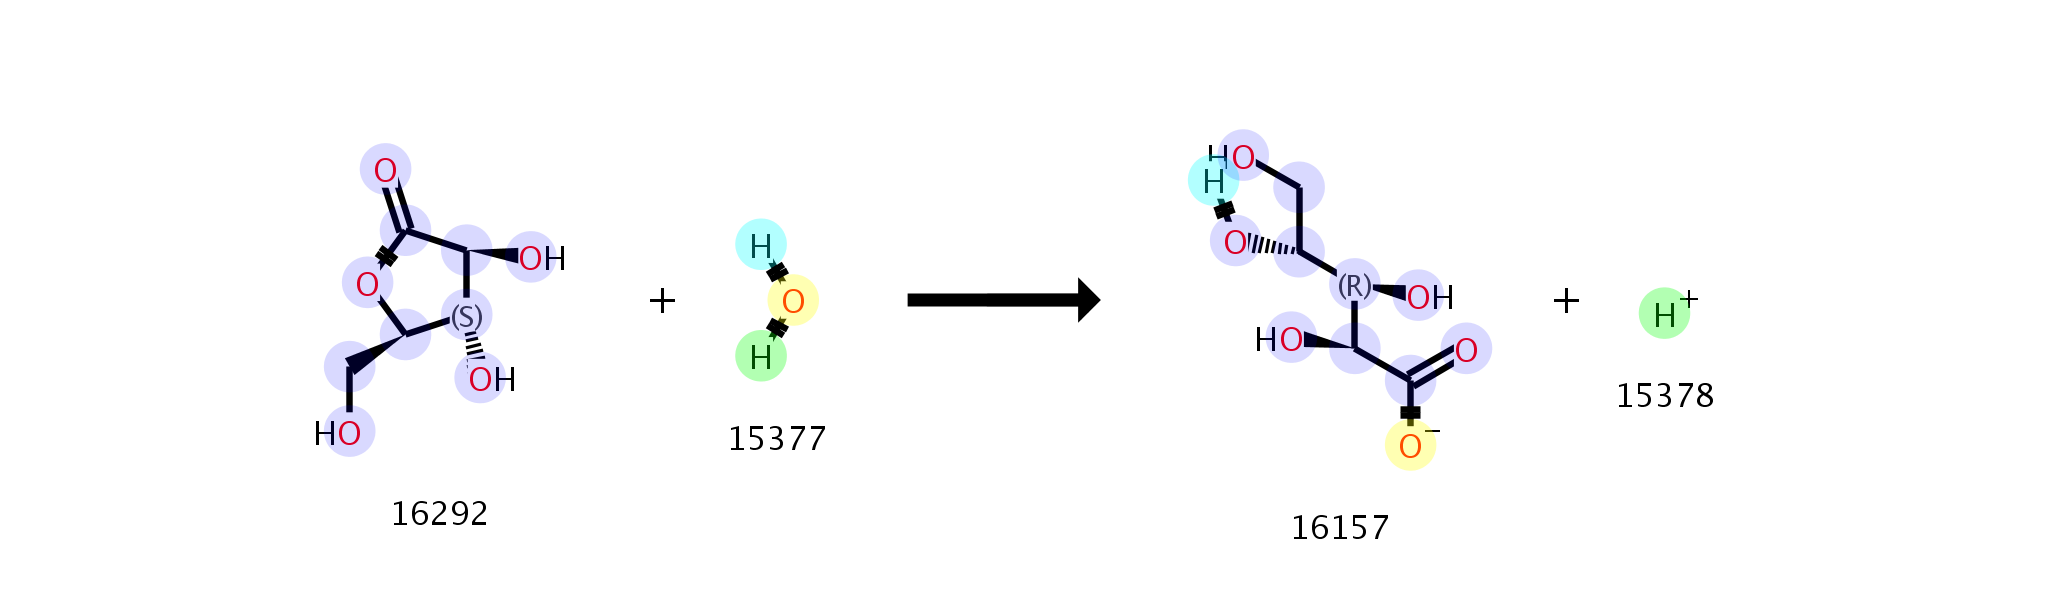 O
OH
O
(S)
OH
HO
16292
+
H
O
H
15377
HO
H
O
(R)
OH
HO
O
O−
16157
+
H+
15378